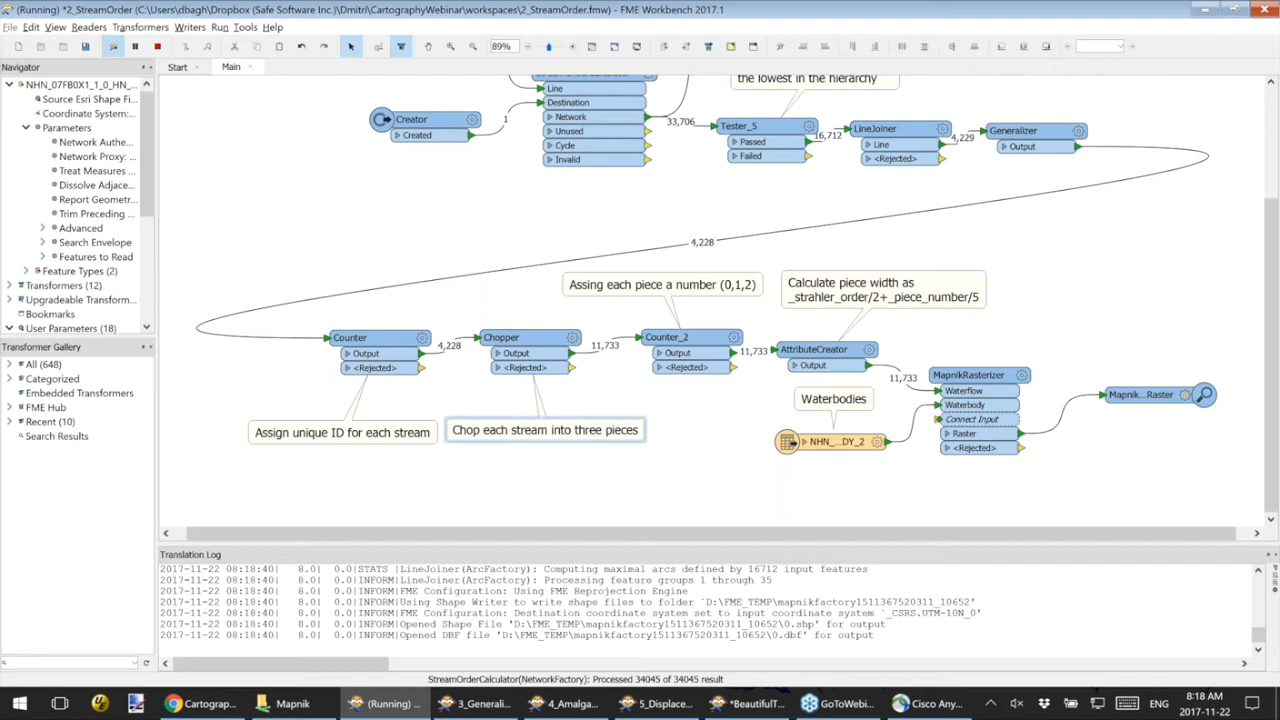 (Running) *2_StreamOrder (C:\Users\dbagh\Dropbox (Safe Software Inc.)\Dmitri\CartographyWebinar\workspaces\2_StreamOrder.fmw) - FME Workbench 2017.1
File Edit View Readers Transformers Writers Run Tools Help
89%
Navigator
Start
Main
NHN_07FB0X1_1_0_HN_...
Source Esri Shape Fi...
Coordinate System:...
Parameters
Network Authe...
Network Proxy: ...
Treat Measures ...
Dissolve Adjace...
Report Geometr...
Trim Preceding ...
Advanced
Search Envelope
Features to Read
Feature Types (2)
Transformers (12)
Upgradeable Transform...
Bookmarks
User Parameters (18)
Transformer Gallery
All (648)
Categorized
Embedded Transformers
FME Hub
Recent (10)
Search Results
the lowest in the hierarchy
Creator
Created
1
Line
Destination
Network
Unused
Cycle
Invalid
33,706
Tester_5
Passed
Failed
16,712
LineJoiner
Line
<Rejected>
4,229
Generalizer
Output
4,228
Assing each piece a number (0,1,2)
Calculate piece width as
_strahler_order/2+_piece_number/5
Counter
Output
<Rejected>
4,228
Chopper
Output
<Rejected>
11,733
Counter_2
Output
<Rejected>
11,733
AttributeCreator
Output
11,733
MapnikRasterizer
Waterflow
Waterbody
Connect Input
Raster
<Rejected>
Mapnik...Raster
Waterbodies
NHN_...DY_2
Assign unique ID for each stream
Chop each stream into three pieces
Translation Log
2017-11-22 08:18:40| 8.0| 0.0|STATS |LineJoiner(ArcFactory): Computing maximal arcs defined by 16712 input features
2017-11-22 08:18:40| 8.0| 0.0|INFORM|LineJoiner(ArcFactory): Processing feature groups 1 through 35
2017-11-22 08:18:40| 8.0| 0.0|INFORM|FME Configuration: Using FME Reprojection Engine
2017-11-22 08:18:40| 8.0| 0.0|INFORM|Using Shape Writer to write shape files to folder `D:\FME_TEMP\mapnikfactory1511367520311_10652'
2017-11-22 08:18:40| 8.0| 0.0|INFORM|FME Configuration: Destination coordinate system set to input coordinate system `_CSRS.UTM-10N_0'
2017-11-22 08:18:40| 8.0| 0.0|INFORM|Opened Shape File 'D:\FME_TEMP\mapnikfactory1511367520311_10652\0.shp' for output
2017-11-22 08:18:40| 8.0| 0.0|INFORM|Opened DBF file 'D:\FME_TEMP\mapnikfactory1511367520311_10652\0.dbf' for output
StreamOrderCalculator(NetworkFactory): Processed 34045 of 34045 result
Cartograp... Mapnik (Running) ... 3_Generali... 4_Amalga... 5_Displace... *BeautifulT... GoToWebi... Cisco Any... ENG 8:18 AM
2017-11-22